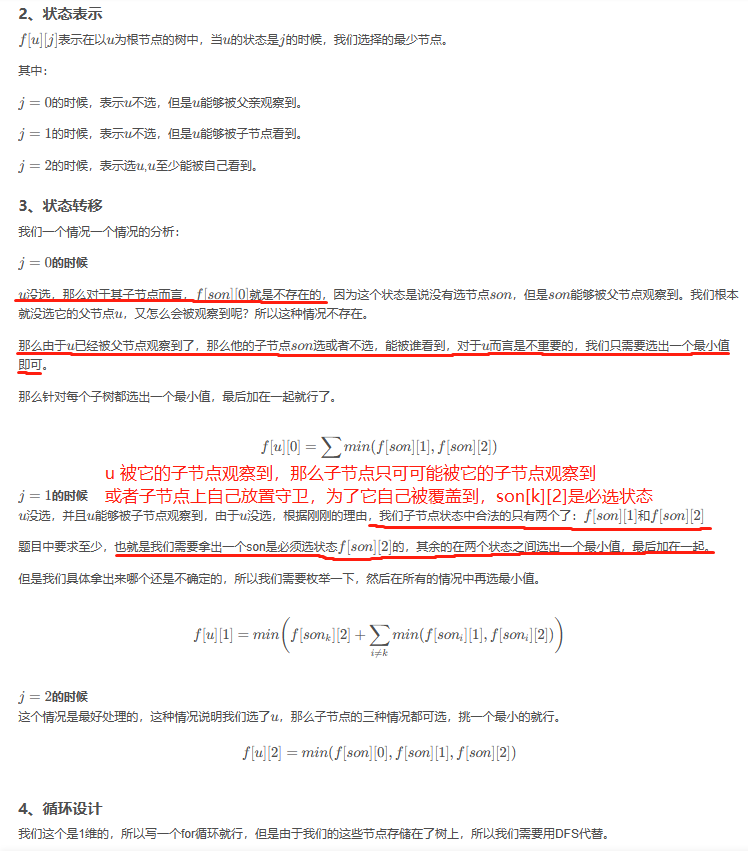 2、状态表示
f[u][j]表示在以u为根节点的树中，当u的状态是j的时候，我们选择的最少节点。
其中：
j = 0的时候，表示u不选，但是u能够被父亲观察到。
j = 1的时候，表示u不选，但是u能够被子节点看到。
j = 2的时候，表示选u,u至少能被自己看到。
3、状态转移
我们一个情况一个情况的分析：
j = 0的时候
u没选，那么对于其子节点而言，f[son][0]就是不存在的，因为这个状态是说没有选节点son，但是son能够被父节点观察到。我们根本
就没选它的父节点u，又怎么会被观察到呢？所以这种情况不存在。
那么由于u已经被父节点观察到了，那么他的子节点son选或者不选，能被谁看到，对于u而言是不重要的，我们只需要选出一个最小值
即可。
那么针对每个子树都选出一个最小值，最后加在一起就行了。
f[u][0] = ∑ min(f[son][1], f[son][2])
u 被它的子节点观察到，那么子节点只可可能被它的子节点观察到
j = 1的时候 或者子节点上自己放置守卫，为了它自己被覆盖到，son[k][2]是必选状态
u没选，并且u能够被子节点观察到，由于u没选，根据刚刚的理由，我们子节点状态中合法的只有两个了：f[son][1]和f[son][2]
题目中要求至少，也就是我们需要拿出一个son是必须选状态f[son][2]的，其余的在两个状态之间选出一个最小值，最后加在一起。
但是我们具体拿出来哪个还是不确定的，所以我们需要枚举一下，然后在所有的情况中再选最小值。
f[u][1] = min(f[son_k][2] + ∑_{i≠k} min(f[son_i][1], f[son_i][2]))
j = 2的时候
这个情况是最好处理的，这种情况说明我们选了u，那么子节点的三种情况都可选，挑一个最小的就行。
f[u][2] = min(f[son][0], f[son][1], f[son][2])
4、循环设计
我们这个是1维的，所以写一个for循环就行，但是由于我们的这些节点存储在了树上，所以我们需要用DFS代替。